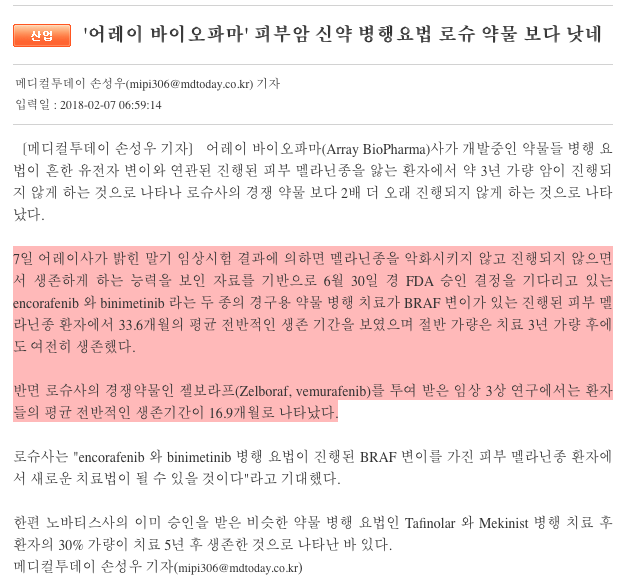 산업
'어레이 바이오파마' 피부암 신약 병행요법 로슈 약물 보다 낫네
메디컬투데이 손성우(mipi306@mdtoday.co.kr) 기자
입력일 : 2018-02-07 06:59:14
[메디컬투데이 손성우 기자] 어레이 바이오파마(Array BioPharma)사가 개발중인 약물들 병행 요
법이 흔한 유전자 변이와 연관된 진행된 피부 멜라닌종을 앓는 환자에서 약 3년 가량 암이 진행되
지 않게 하는 것으로 나타나 로슈사의 경쟁 약물 보다 2배 더 오래 진행되지 않게 하는 것으로 나타
났다.
7일 어레이사가 밝힌 말기 임상시험 결과에 의하면 멜라닌종을 악화시키지 않고 진행되지 않으면
서 생존하게 하는 능력을 보인 자료를 기반으로 6월 30일 경 FDA 승인 결정을 기다리고 있는
encorafenib 와 binimetinib 라는 두 종의 경구용 약물 병행 치료가 BRAF 변이가 있는 진행된 피부 멜
라닌종 환자에서 33.6개월의 평균 전반적인 생존 기간을 보였으며 절반 가량은 치료 3년 가량 후에
도 여전히 생존했다.
반면 로슈사의 경쟁약물인 젤보라프(Zelboraf, vemurafenib)를 투여 받은 임상 3상 연구에서는 환자
들의 평균 전반적인 생존기간이 16.9개월로 나타났다.
로슈사는 "encorafenib 와 binimetinib 병행 요법이 진행된 BRAF 변이를 가진 피부 멜라닌종 환자에
서 새로운 치료법이 될 수 있을 것이다"라고 기대했다.
한편 노바티스사의 이미 승인을 받은 비슷한 약물 병행 요법인 Tafinolar 와 Mekinist 병행 치료 후
환자의 30% 가량이 치료 5년 후 생존한 것으로 나타난 바 있다.
메디컬투데이 손성우 기자(mipi306@mdtoday.co.kr)